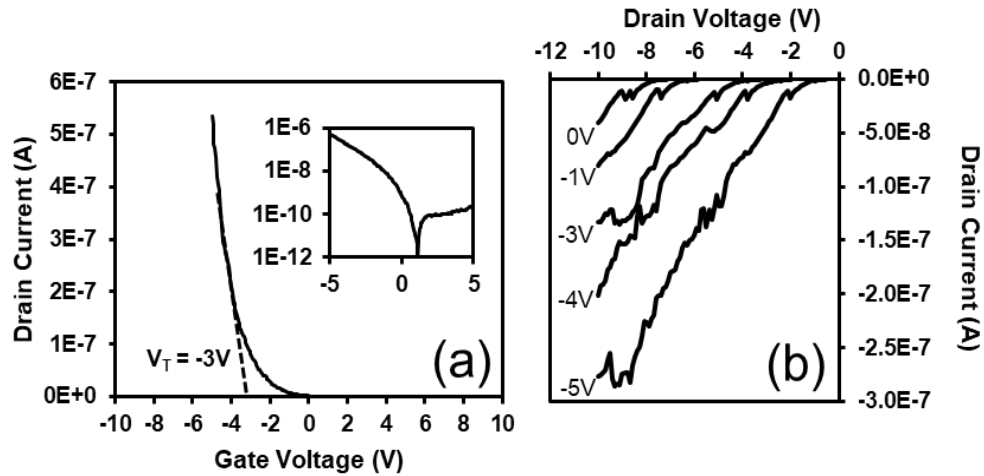 6E-7
5E-7
4E-7
3E-7
2E-7
1E-7
0E+0
Drain Current (A)
-10 -8 -6 -4 -2 0 2 4 6 8 10
Gate Voltage (V)
V_T = -3V
(a)
1E-6
1E-8
1E-10
1E-12
-5 0 5
Drain Voltage (V)
-12 -10 -8 -6 -4 -2 0
0.0E+0
-5.0E-8
-1.0E-7
-1.5E-7
-2.0E-7
-2.5E-7
-3.0E-7
Drain Current (A)
0V
-1V
-3V
-4V
-5V
(b)